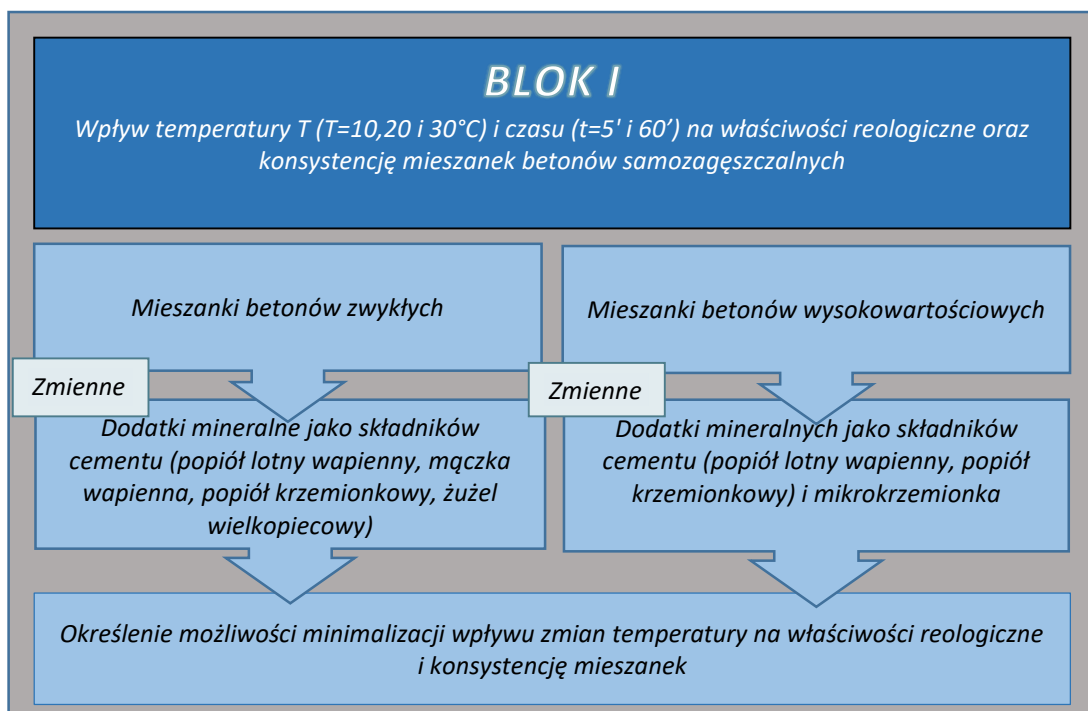 BLOK I
Wpływ temperatury T (T=10,20 i 30°C) i czasu (t=5' i 60’) na właściwości reologiczne oraz
konsystencję mieszanek betonów samozagęszczalnych
Mieszanki betonów zwykłych
Mieszanki betonów wysokowartościowych
Zmienne
Dodatki mineralne jako składników
cementu (popiół lotny wapienny, mączka
wapienna, popiół krzemionkowy, żużel
wielkopiecowy)
Zmienne
Dodatki mineralnych jako składników
cementu (popiół lotny wapienny, popiół
krzemionkowy) i mikrokrzemionka
Określenie możliwości minimalizacji wpływu zmian temperatury na właściwości reologiczne
i konsystencję mieszanek